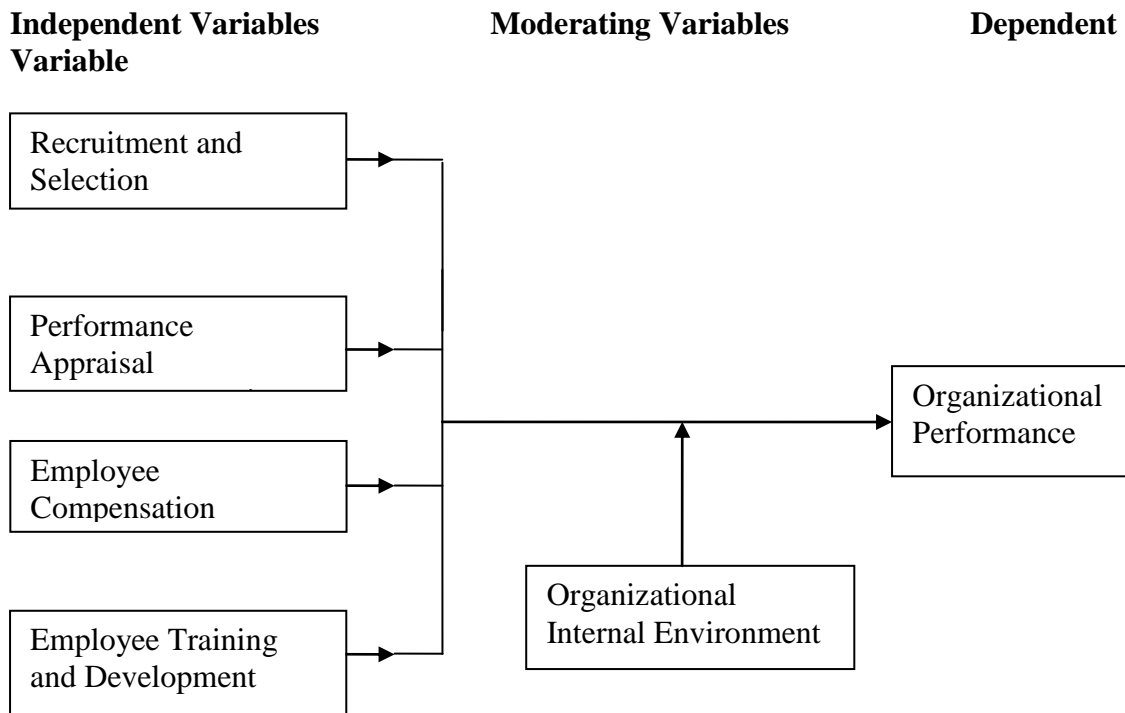 Independent Variables Moderating Variables Dependent
Variable
Recruitment and
Selection
Performance
Appraisal
Organizational
Performance
Employee
Compensation
Organizational
Internal Environment
Employee Training
and Development